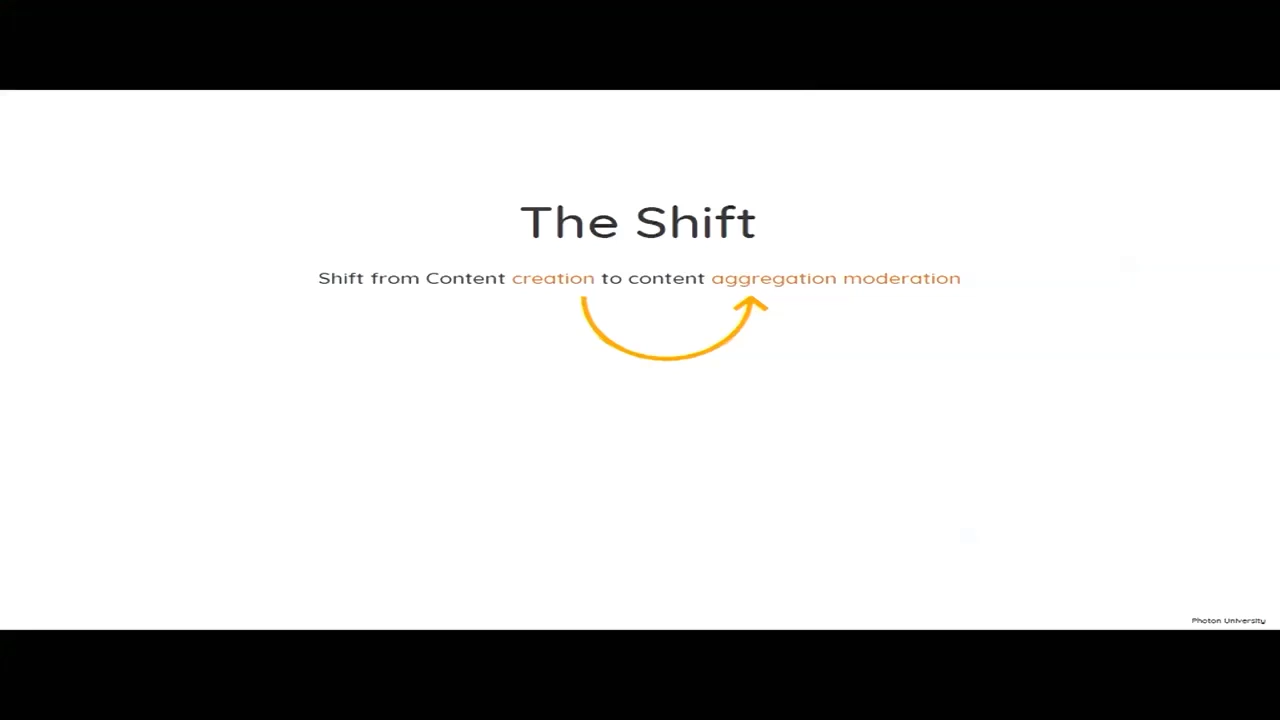 The Shift
Shift from Content creation to content aggregation moderation
Photon University